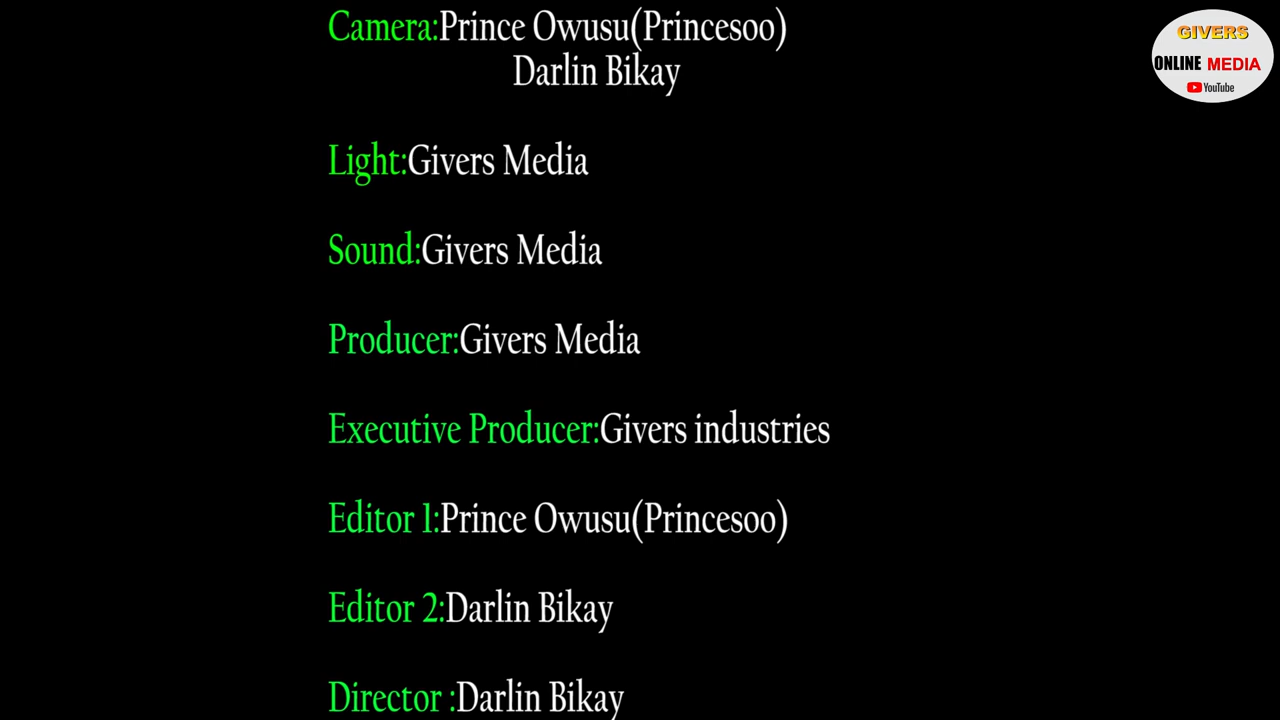 Camera:Prince Owusu(Princesoo)
Darlin Bikay
GIVERS
ONLINE MEDIA
YouTube
Light:Givers Media
Sound:Givers Media
Producer:Givers Media
Executive Producer:Givers industries
Editor 1:Prince Owusu(Princesoo)
Editor 2:Darlin Bikay
Director :Darlin Bikay